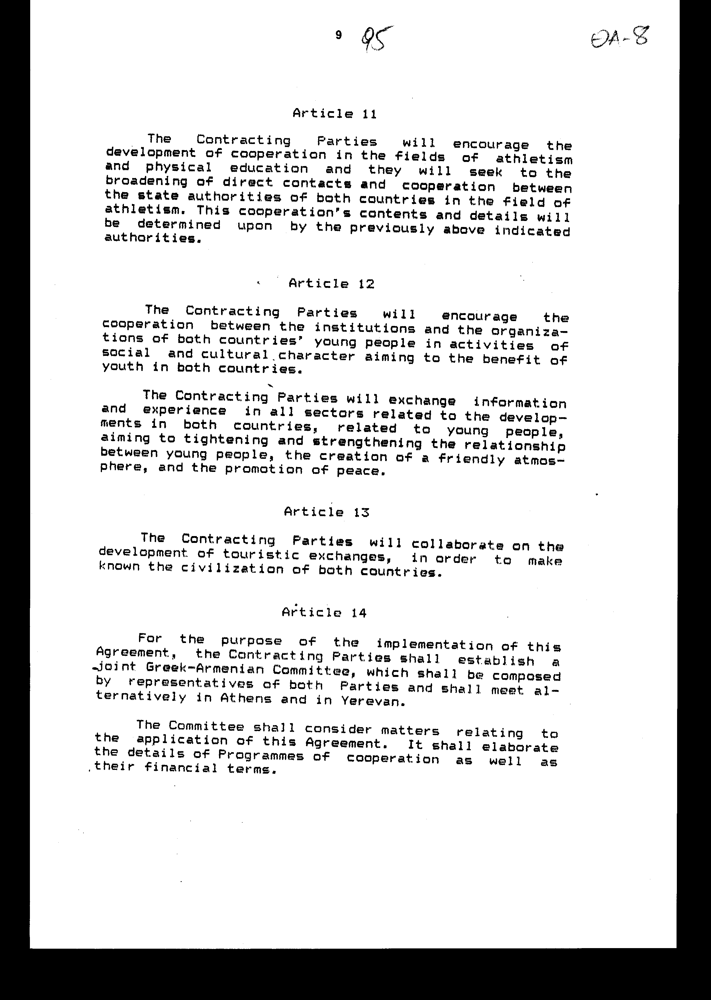 9 95 ΘΑ-8
Article 11
The Contracting Parties will encourage the
development of cooperation in the fields of athletism
and physical education and they will seek to the
broadening of direct contacts and cooperation between
the state authorities of both countries in the field of
athletism. This cooperation's contents and details will
be determined upon by the previously above indicated
authorities.
Article 12
The Contracting Parties will encourage the
cooperation between the institutions and the organiza-
tions of both countries' young people in activities of
social and cultural character aiming to the benefit of
youth in both countries.
The Contracting Parties will exchange information
and experience in all sectors related to the develop-
ments in both countries, related to young people,
aiming to tightening and strengthening the relationship
between young people, the creation of a friendly atmos-
phere, and the promotion of peace.
Article 13
The Contracting Parties will collaborate on the
development of touristic exchanges, in order to make
known the civilization of both countries.
Article 14
For the purpose of the implementation of this
Agreement, the Contracting Parties shall establish a
joint Greek-Armenian Committee, which shall be composed
by representatives of both Parties and shall meet al-
ternatively in Athens and in Yerevan.
The Committee shall consider matters relating to
the application of this Agreement. It shall elaborate
the details of Programmes of cooperation as well as
their financial terms.